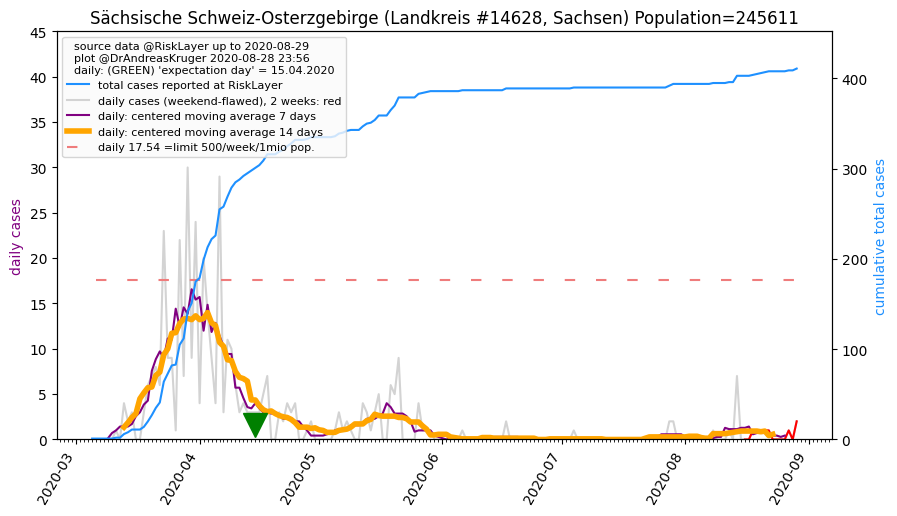 Sächsische Schweiz-Osterzgebirge (Landkreis #14628, Sachsen) Population=245611
source data @RiskLayer up to 2020-08-29
plot @DrAndreasKruger 2020-08-28 23:56
daily: (GREEN) 'expectation day' = 15.04.2020
total cases reported at RiskLayer
daily cases (weekend-flawed), 2 weeks: red
daily: centered moving average 7 days
daily: centered moving average 14 days
daily 17.54 =limit 500/week/1mio pop.
daily cases
45
40
35
30
25
20
15
10
5
0
cumulative total cases
400
300
200
100
0
2020-03
2020-04
2020-05
2020-06
2020-07
2020-08
2020-09